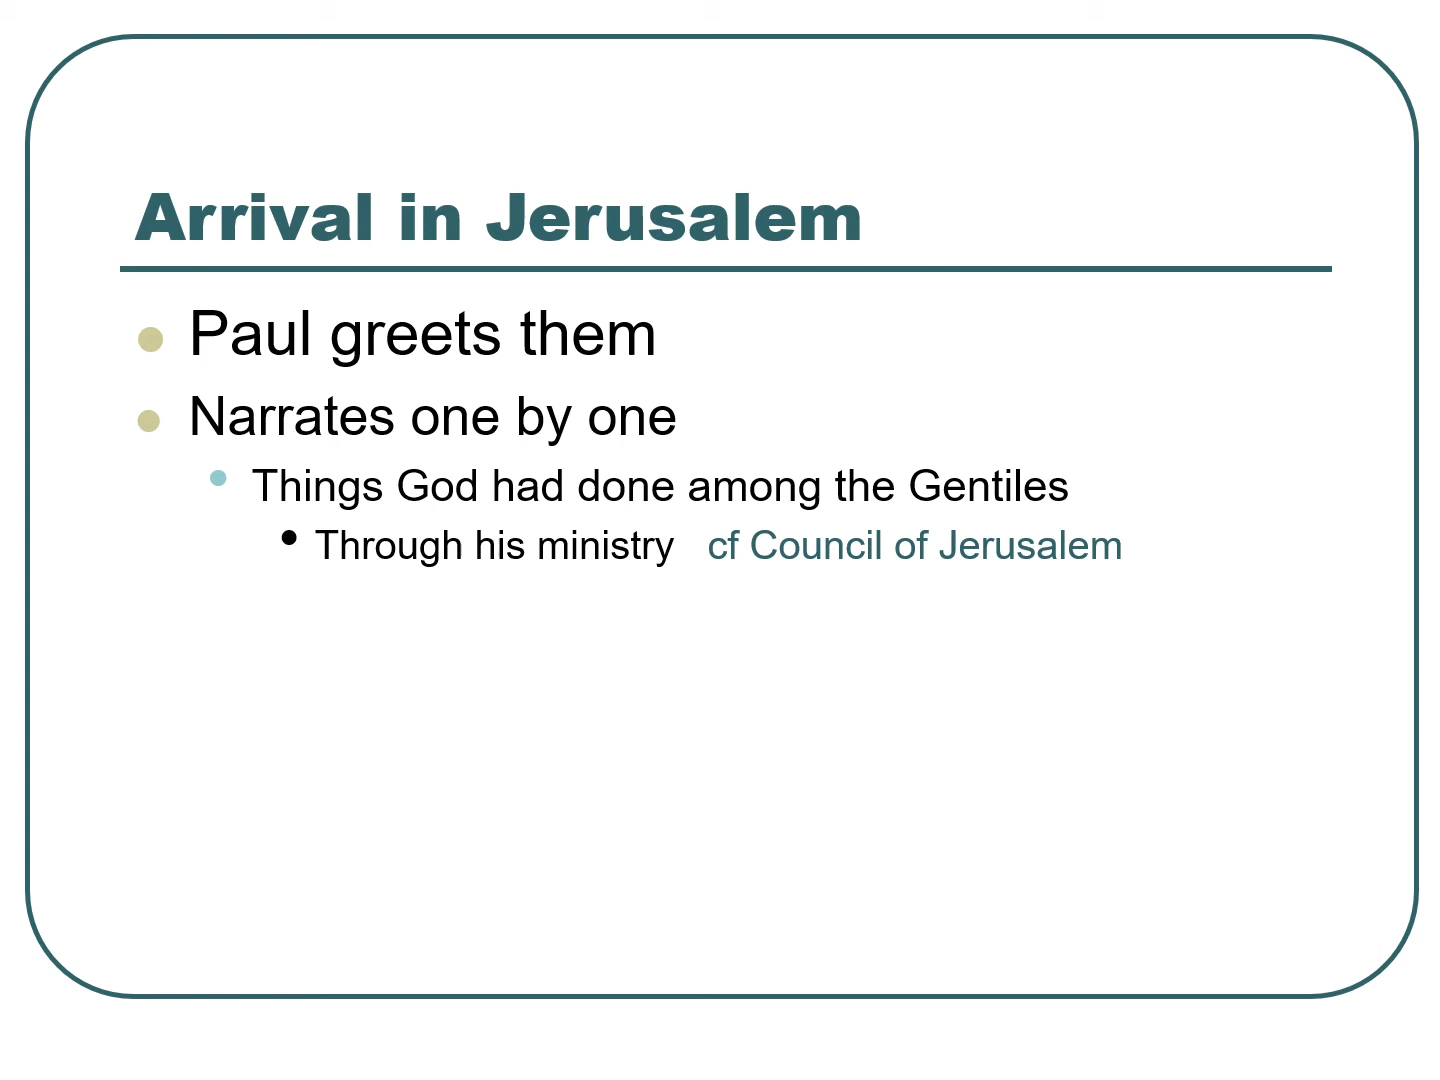 Arrival in Jerusalem
Paul greets them
Narrates one by one
Things God had done among the Gentiles
Through his ministry cf Council of Jerusalem